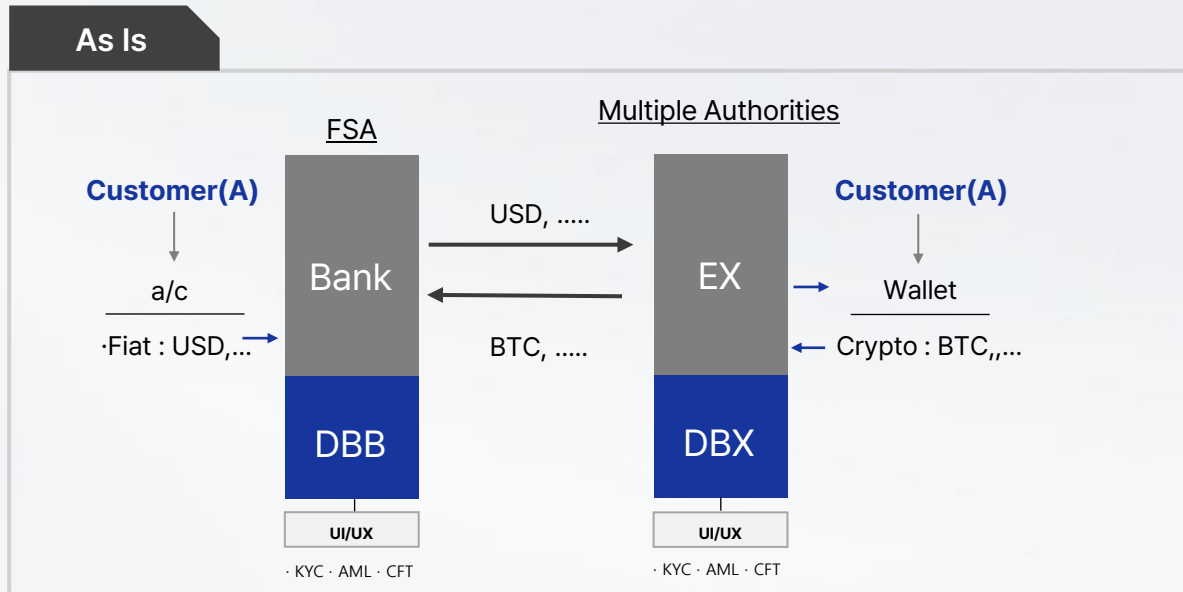 As Is
FSA
Multiple Authorities
Customer(A)
a/c
·Fiat : USD,...
Bank
DBB
UI/UX
· KYC · AML · CFT
USD, .....
BTC, .....
EX
DBX
UI/UX
· KYC · AML · CFT
Customer(A)
Wallet
Crypto : BTC,,...